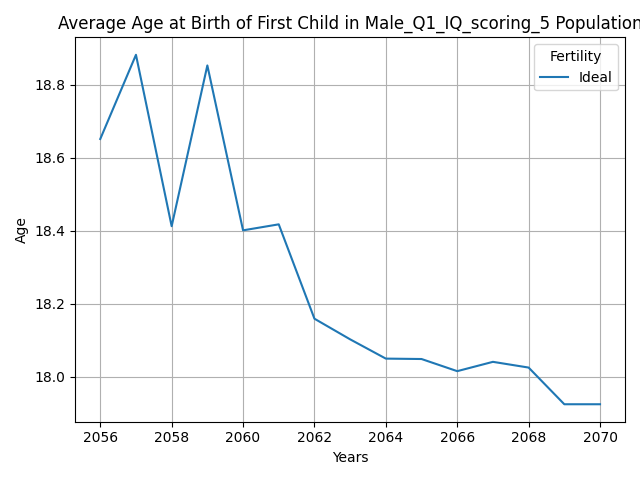 Average Age at Birth of First Child in Male_Q1_IQ_scoring_5 Population
Fertility
Ideal
Age
18.8
18.6
18.4
18.2
18.0
2056 2058 2060 2062 2064 2066 2068 2070
Years